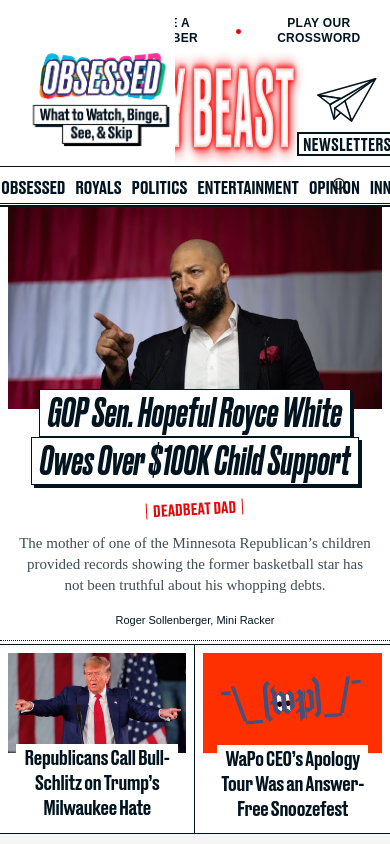 E A
BER
PLAY OUR
CROSSWORD
OBSESSED
What to Watch, Binge,
See, & Skip
Y BEAST
NEWSLETTERS
OBSESSED ROYALS POLITICS ENTERTAINMENT OPINION INN
GOP Sen. Hopeful Royce White
Owes Over $100K Child Support
DEADBEAT DAD
The mother of one of the Minnesota Republican’s children
provided records showing the former basketball star has
not been truthful about his whopping debts.
Roger Sollenberger, Mini Racker
Republicans Call Bull-
Schlitz on Trump’s
Milwaukee Hate
WaPo CEO’s Apology
Tour Was an Answer-
Free Snoozefest